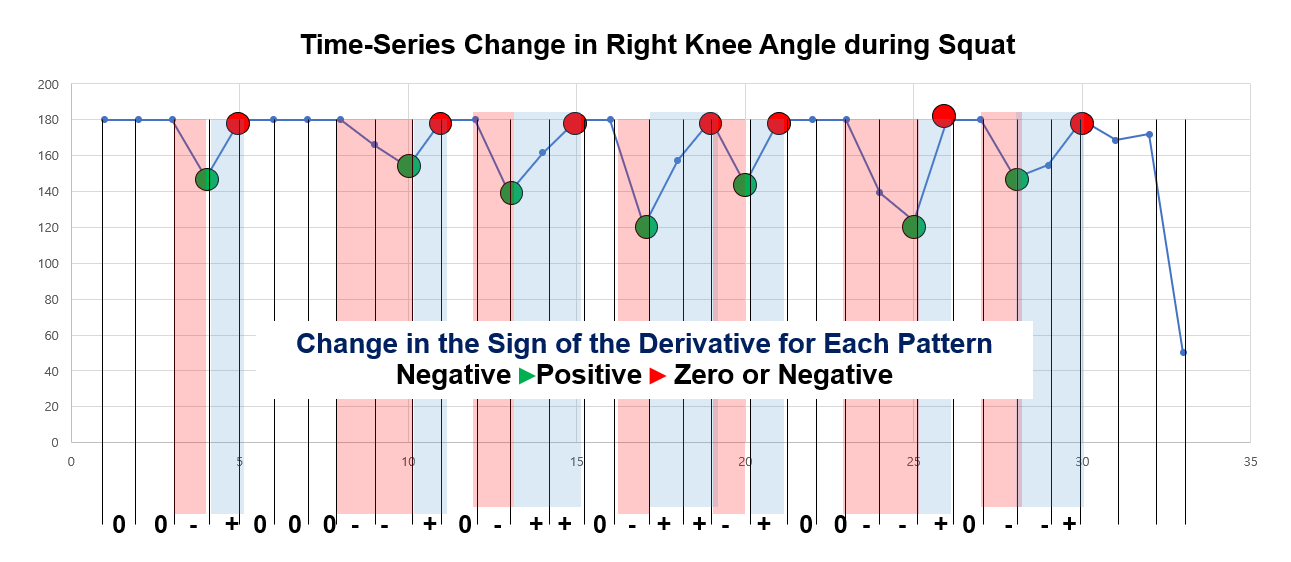 Time-Series Change in Right Knee Angle during Squat
200
180
160
140
120
100
80
60
40
20
0
Change in the Sign of the Derivative for Each Pattern
Negative ▶Positive ▶ Zero or Negative
0 5 10 15 20 25 30 35
0 0 - + 0 0 0 - - + 0 - + + 0 - + + - + 0 0 - - + 0 - - +